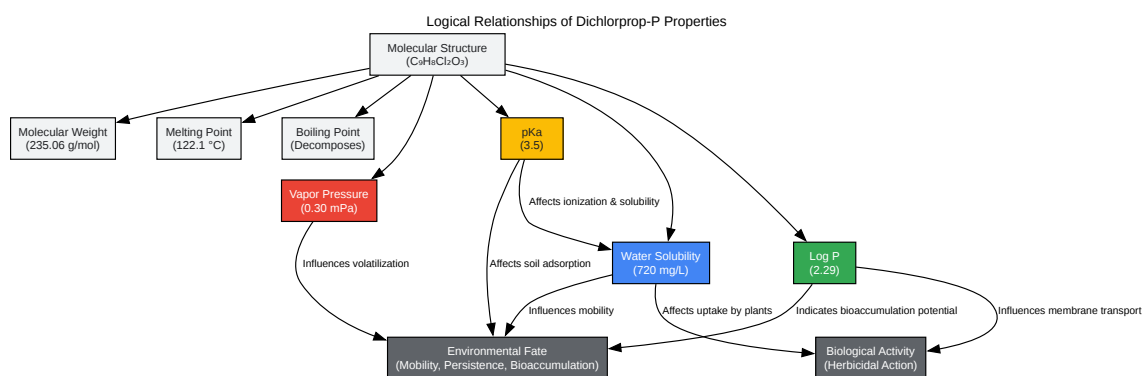 Logical Relationships of Dichlorprop-P Properties
Molecular Structure
(C₉H₈Cl₂O₃)
Molecular Weight
(235.06 g/mol)
Melting Point
(122.1 °C)
Boiling Point
(Decomposes)
pKa
(3.5)
Vapor Pressure
(0.30 mPa)
Affects ionization & solubility
Influences volatilization
Affects soil adsorption
Water Solubility
(720 mg/L)
Log P
(2.29)
Influences mobility
Affects uptake by plants
Indicates bioaccumulation potential
Influences membrane transport
Environmental Fate
(Mobility, Persistence, Bioaccumulation)
Biological Activity
(Herbicidal Action)